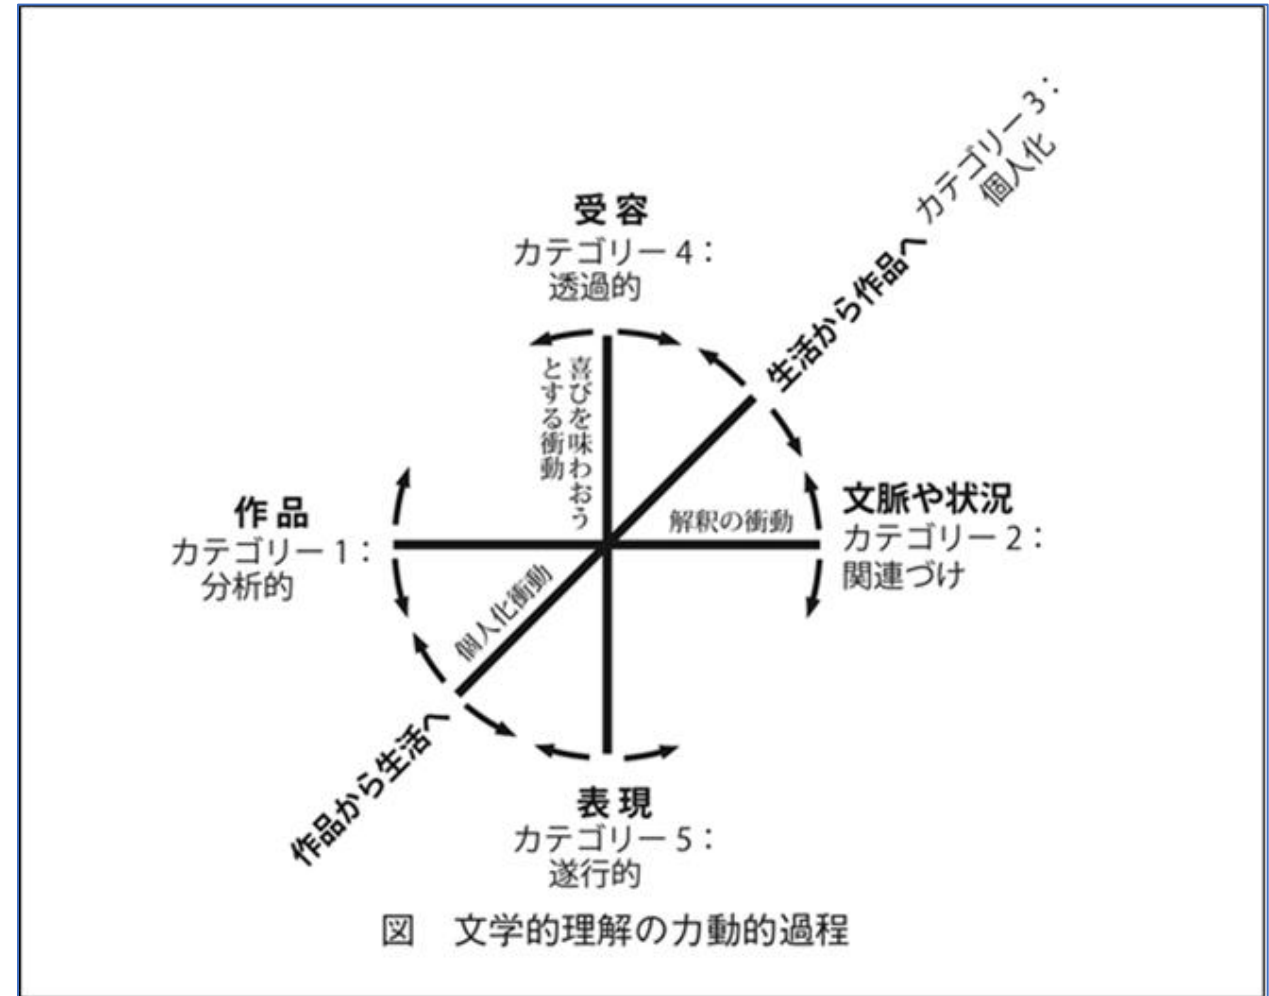 カテゴリー 3：
個人化
生活から作品へ
受容
カテゴリー 4：
透過的
喜びを味わおう
とする衝動
作品
カテゴリー 1：
分析的
解釈の衝動
文脈や状況
カテゴリー 2：
関連づけ
個人化衝動
作品から生活へ
表現
カテゴリー 5：
遂行的
図　文学的理解の力動的過程